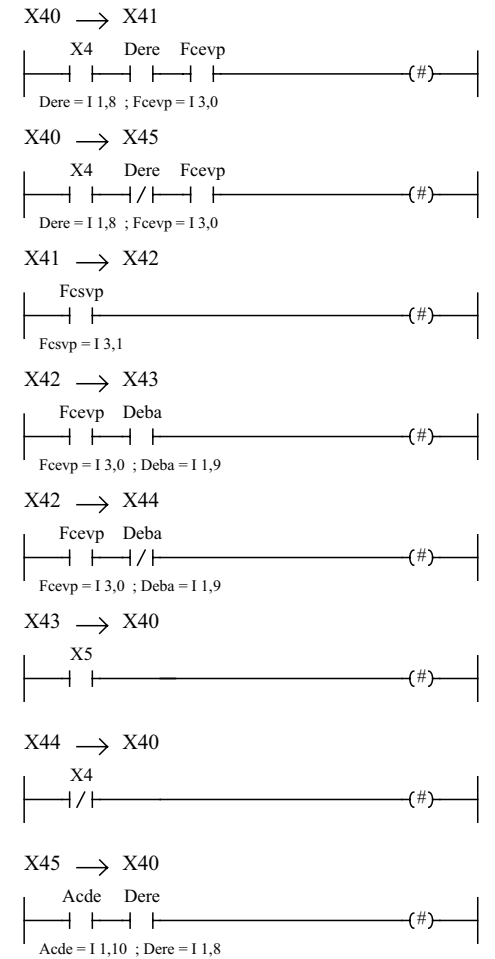 X40 → X41
X4 Dere Fcevp
(#)
Dere = I 1,8 ; Fcevp = I 3,0
X40 → X45
X4 Dere Fcevp
(#)
Dere = I 1,8 ; Fcevp = I 3,0
X41 → X42
Fcsvp
(#)
Fcsvp = I 3,1
X42 → X43
Fcevp Deba
(#)
Fcevp = I 3,0 ; Deba = I 1,9
X42 → X44
Fcevp Deba
(#)
Fcevp = I 3,0 ; Deba = I 1,9
X43 → X40
X5
(#)
X44 → X40
X4
(#)
X45 → X40
Acde Dere
(#)
Acde = I 1,10 ; Dere = I 1,8